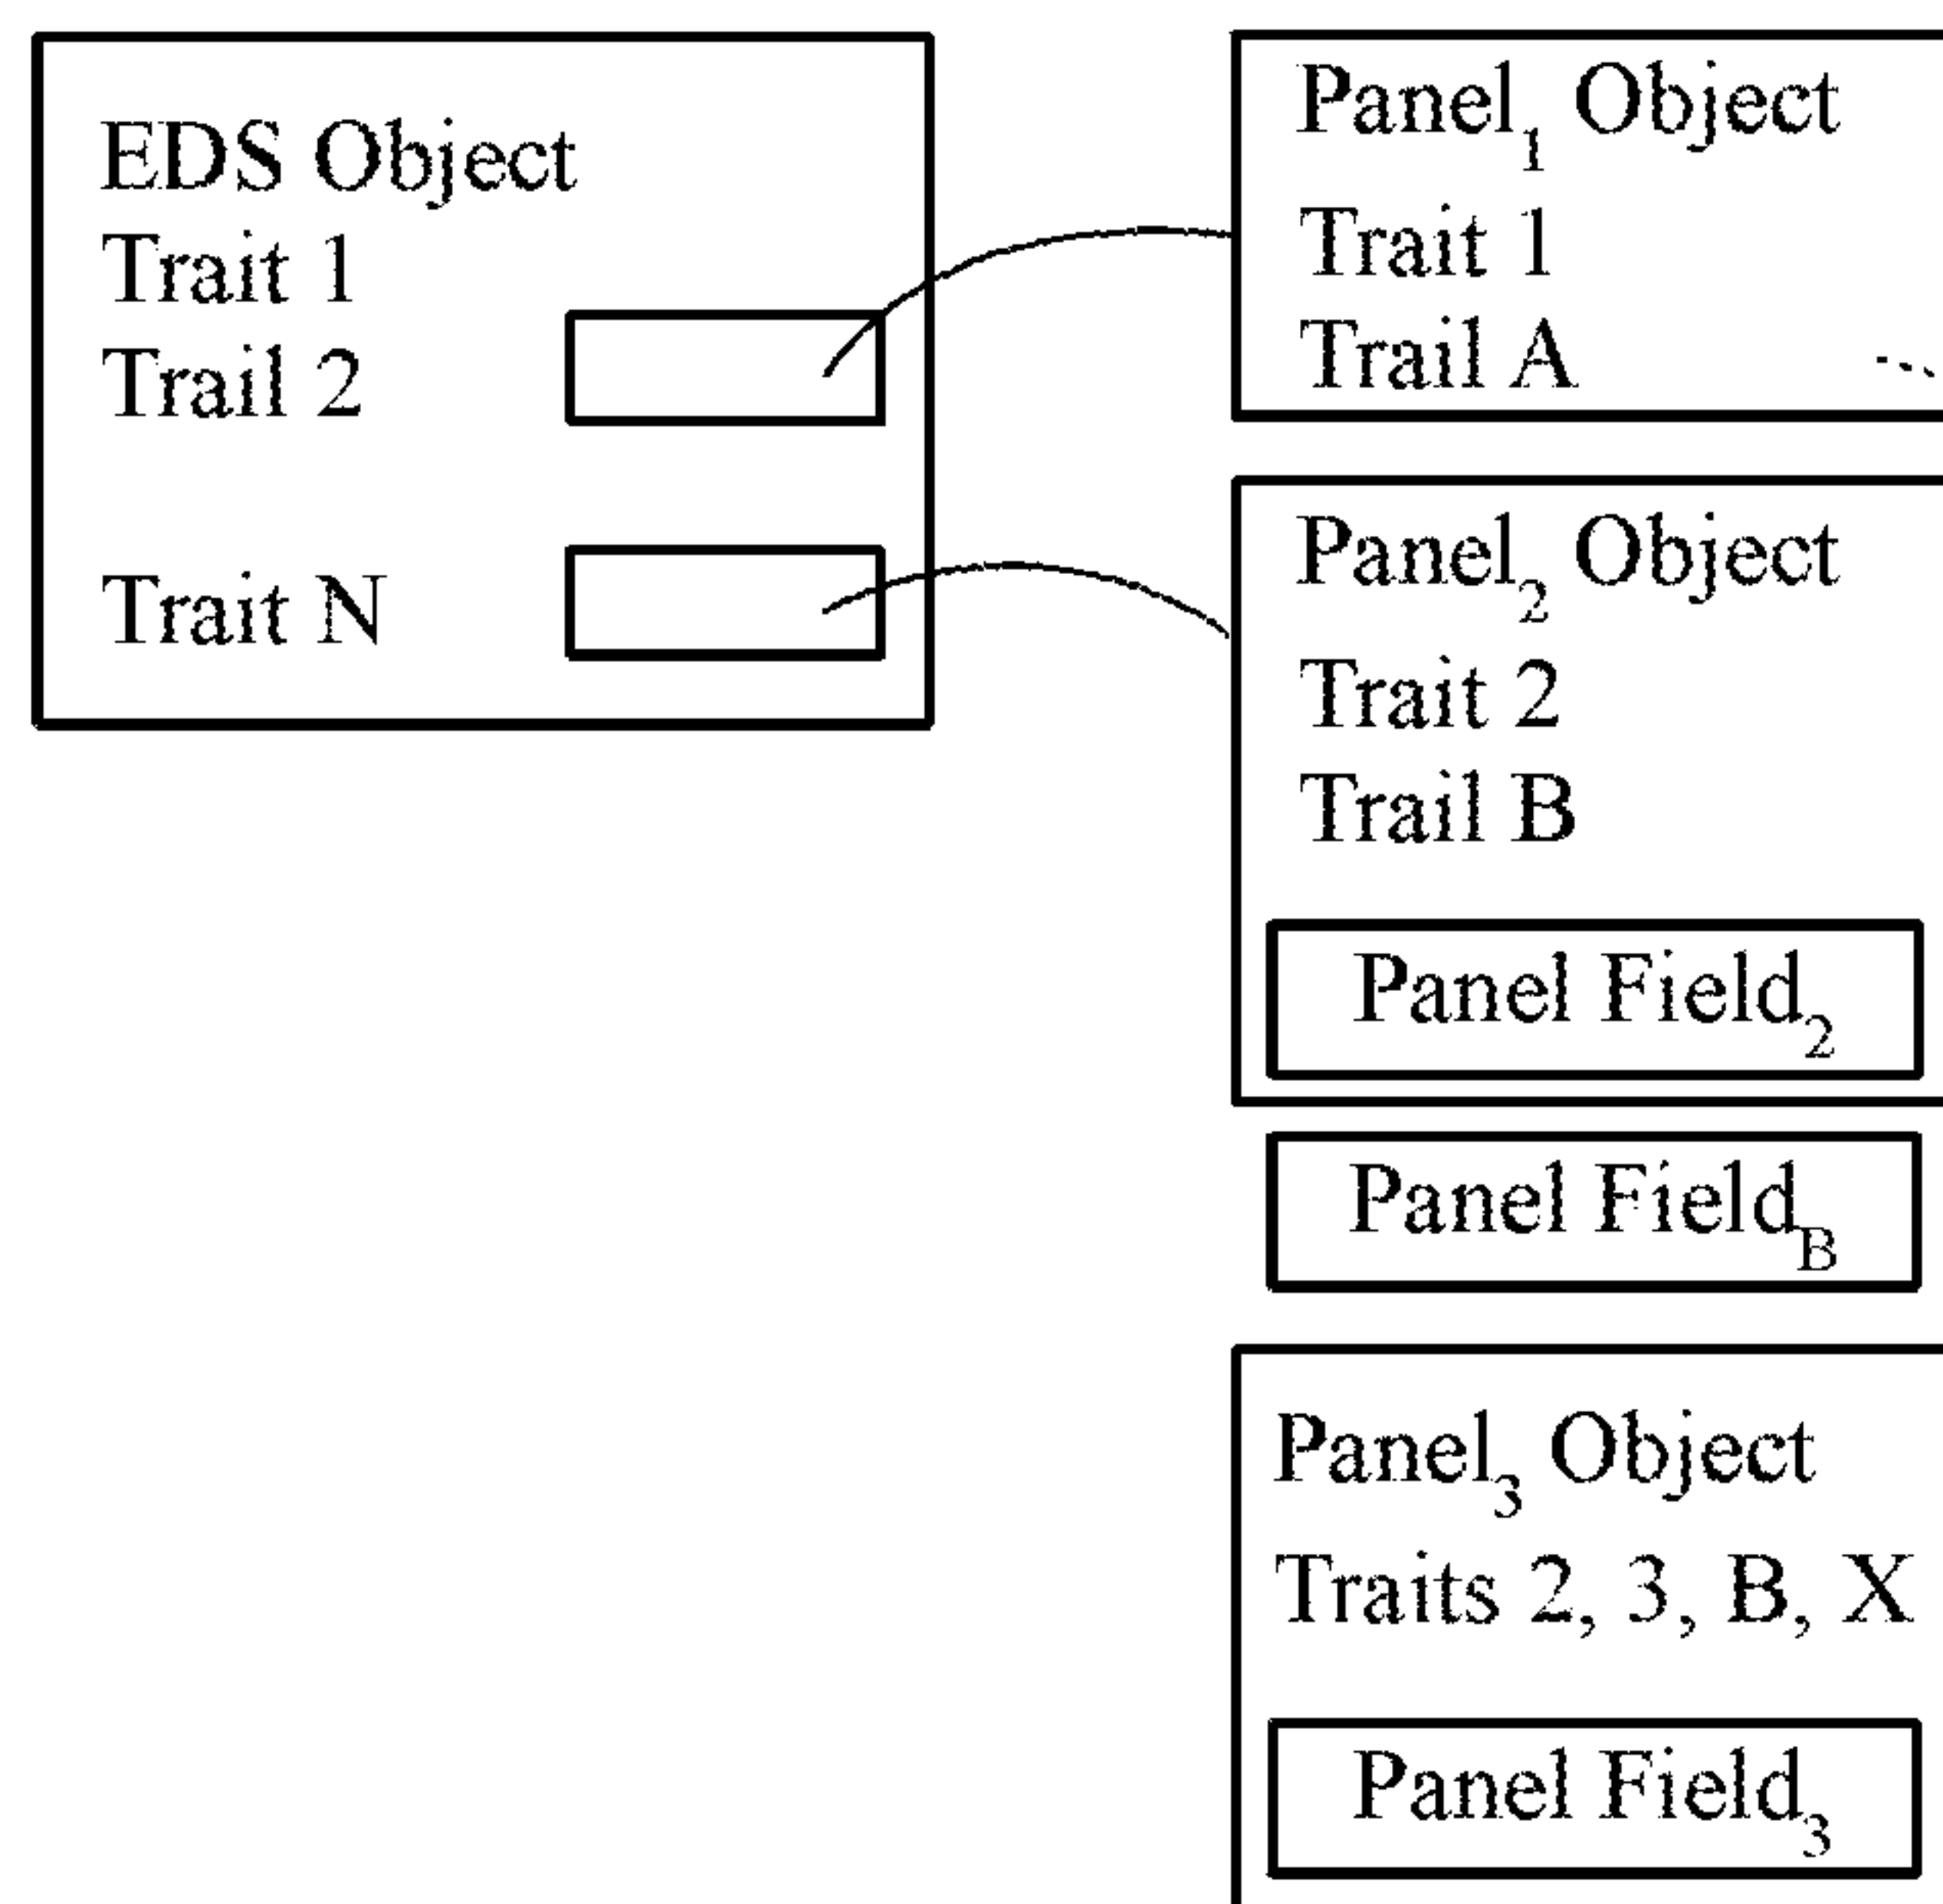 EDS Object
Trait 1
Trail 2
Trait N
Panel₁ Object
Trait 1
Trail A
Panel₂ Object
Trait 2
Trail B
Panel Field₂
Panel Field_B
Panel₃ Object
Traits 2, 3, B, X
Panel Field₃